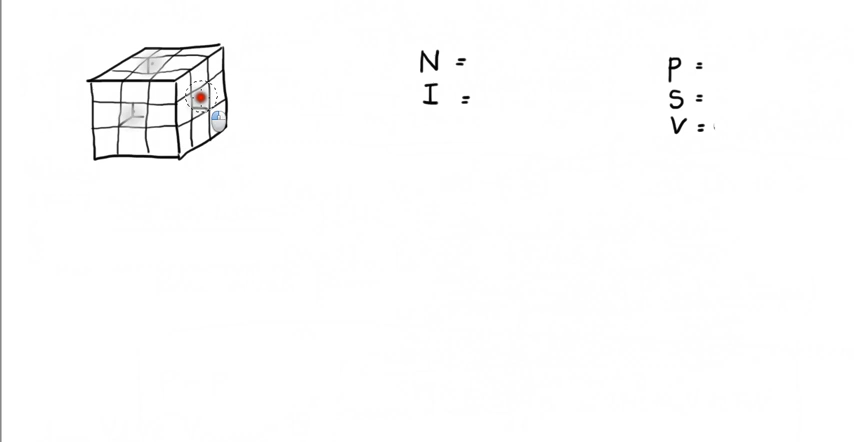 N =
I =
P =
S =
V =